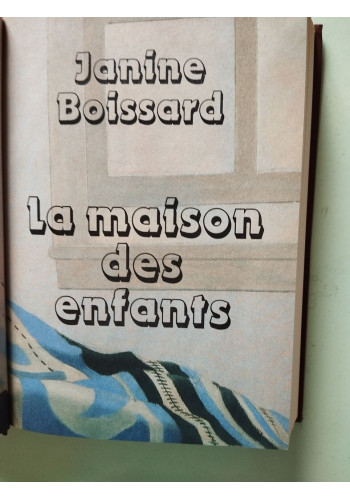 Janine
Boissard
La maison
des
enfants